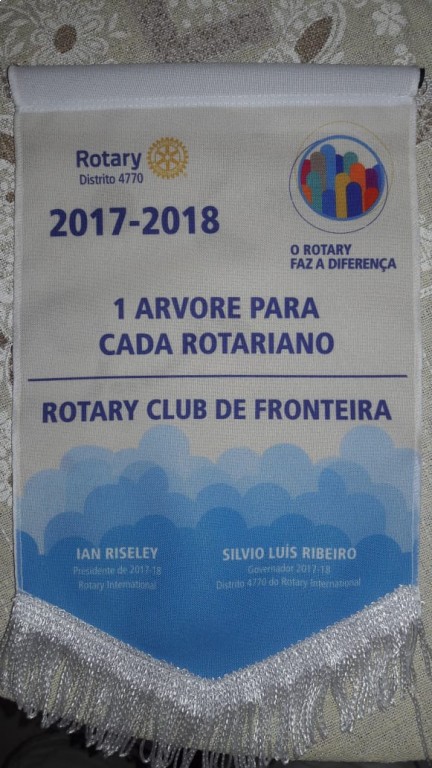 Rotary
Distrito 4770
2017-2018
O ROTARY
FAZ A DIFERENÇA
1 ARVORE PARA
CADA ROTARIANO
ROTARY CLUB DE FRONTEIRA
IAN RISELEY
Presidente de 2017-18
Rotary International
SILVIO LUÍS RIBEIRO
Governador 2017-18
Distrito 4770 do Rotary International